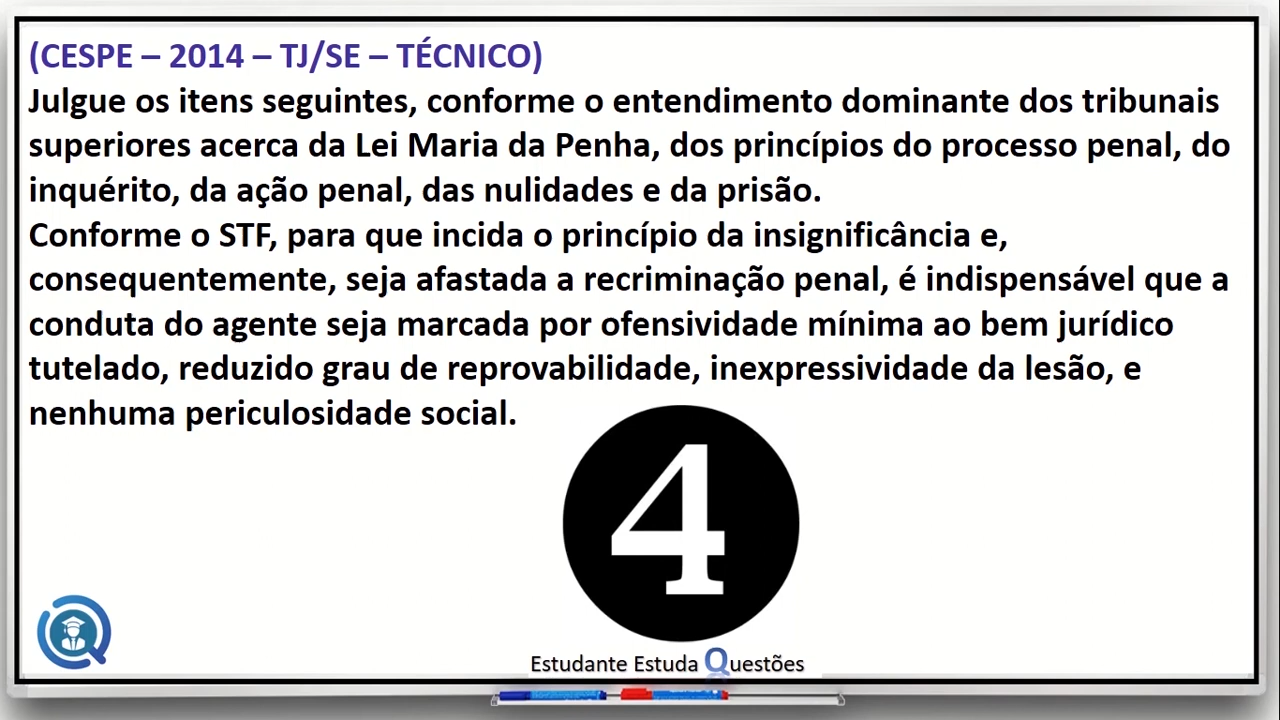 (CESPE – 2014 – TJ/SE – TÉCNICO)
Julgue os itens seguintes, conforme o entendimento dominante dos tribunais
superiores acerca da Lei Maria da Penha, dos princípios do processo penal, do
inquérito, da ação penal, das nulidades e da prisão.
Conforme o STF, para que incida o princípio da insignificância e,
consequentemente, seja afastada a recriminação penal, é indispensável que a
conduta do agente seja marcada por ofensividade mínima ao bem jurídico
tutelado, reduzido grau de reprovabilidade, inexpressividade da lesão, e
nenhuma periculosidade social.
4
Estudante Estuda Questões